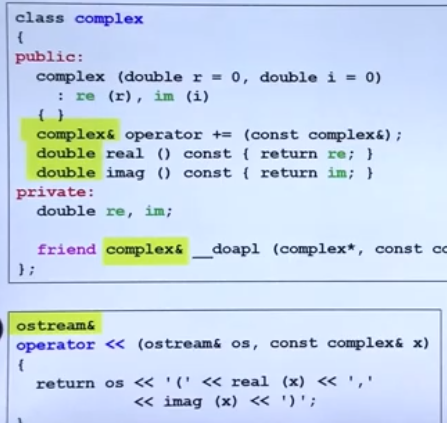 class complex
{
public:
complex (double r = 0, double i = 0)
: re (r), im (i)
{ }
complex& operator += (const complex&);
double real () const { return re; }
double imag () const { return im; }
private:
double re, im;
friend complex& __doapl (complex*, const
};
ostream&
operator << (ostream& os, const complex& x)
{
return os << '(' << real (x) << ','
<< imag (x) << ')';
}